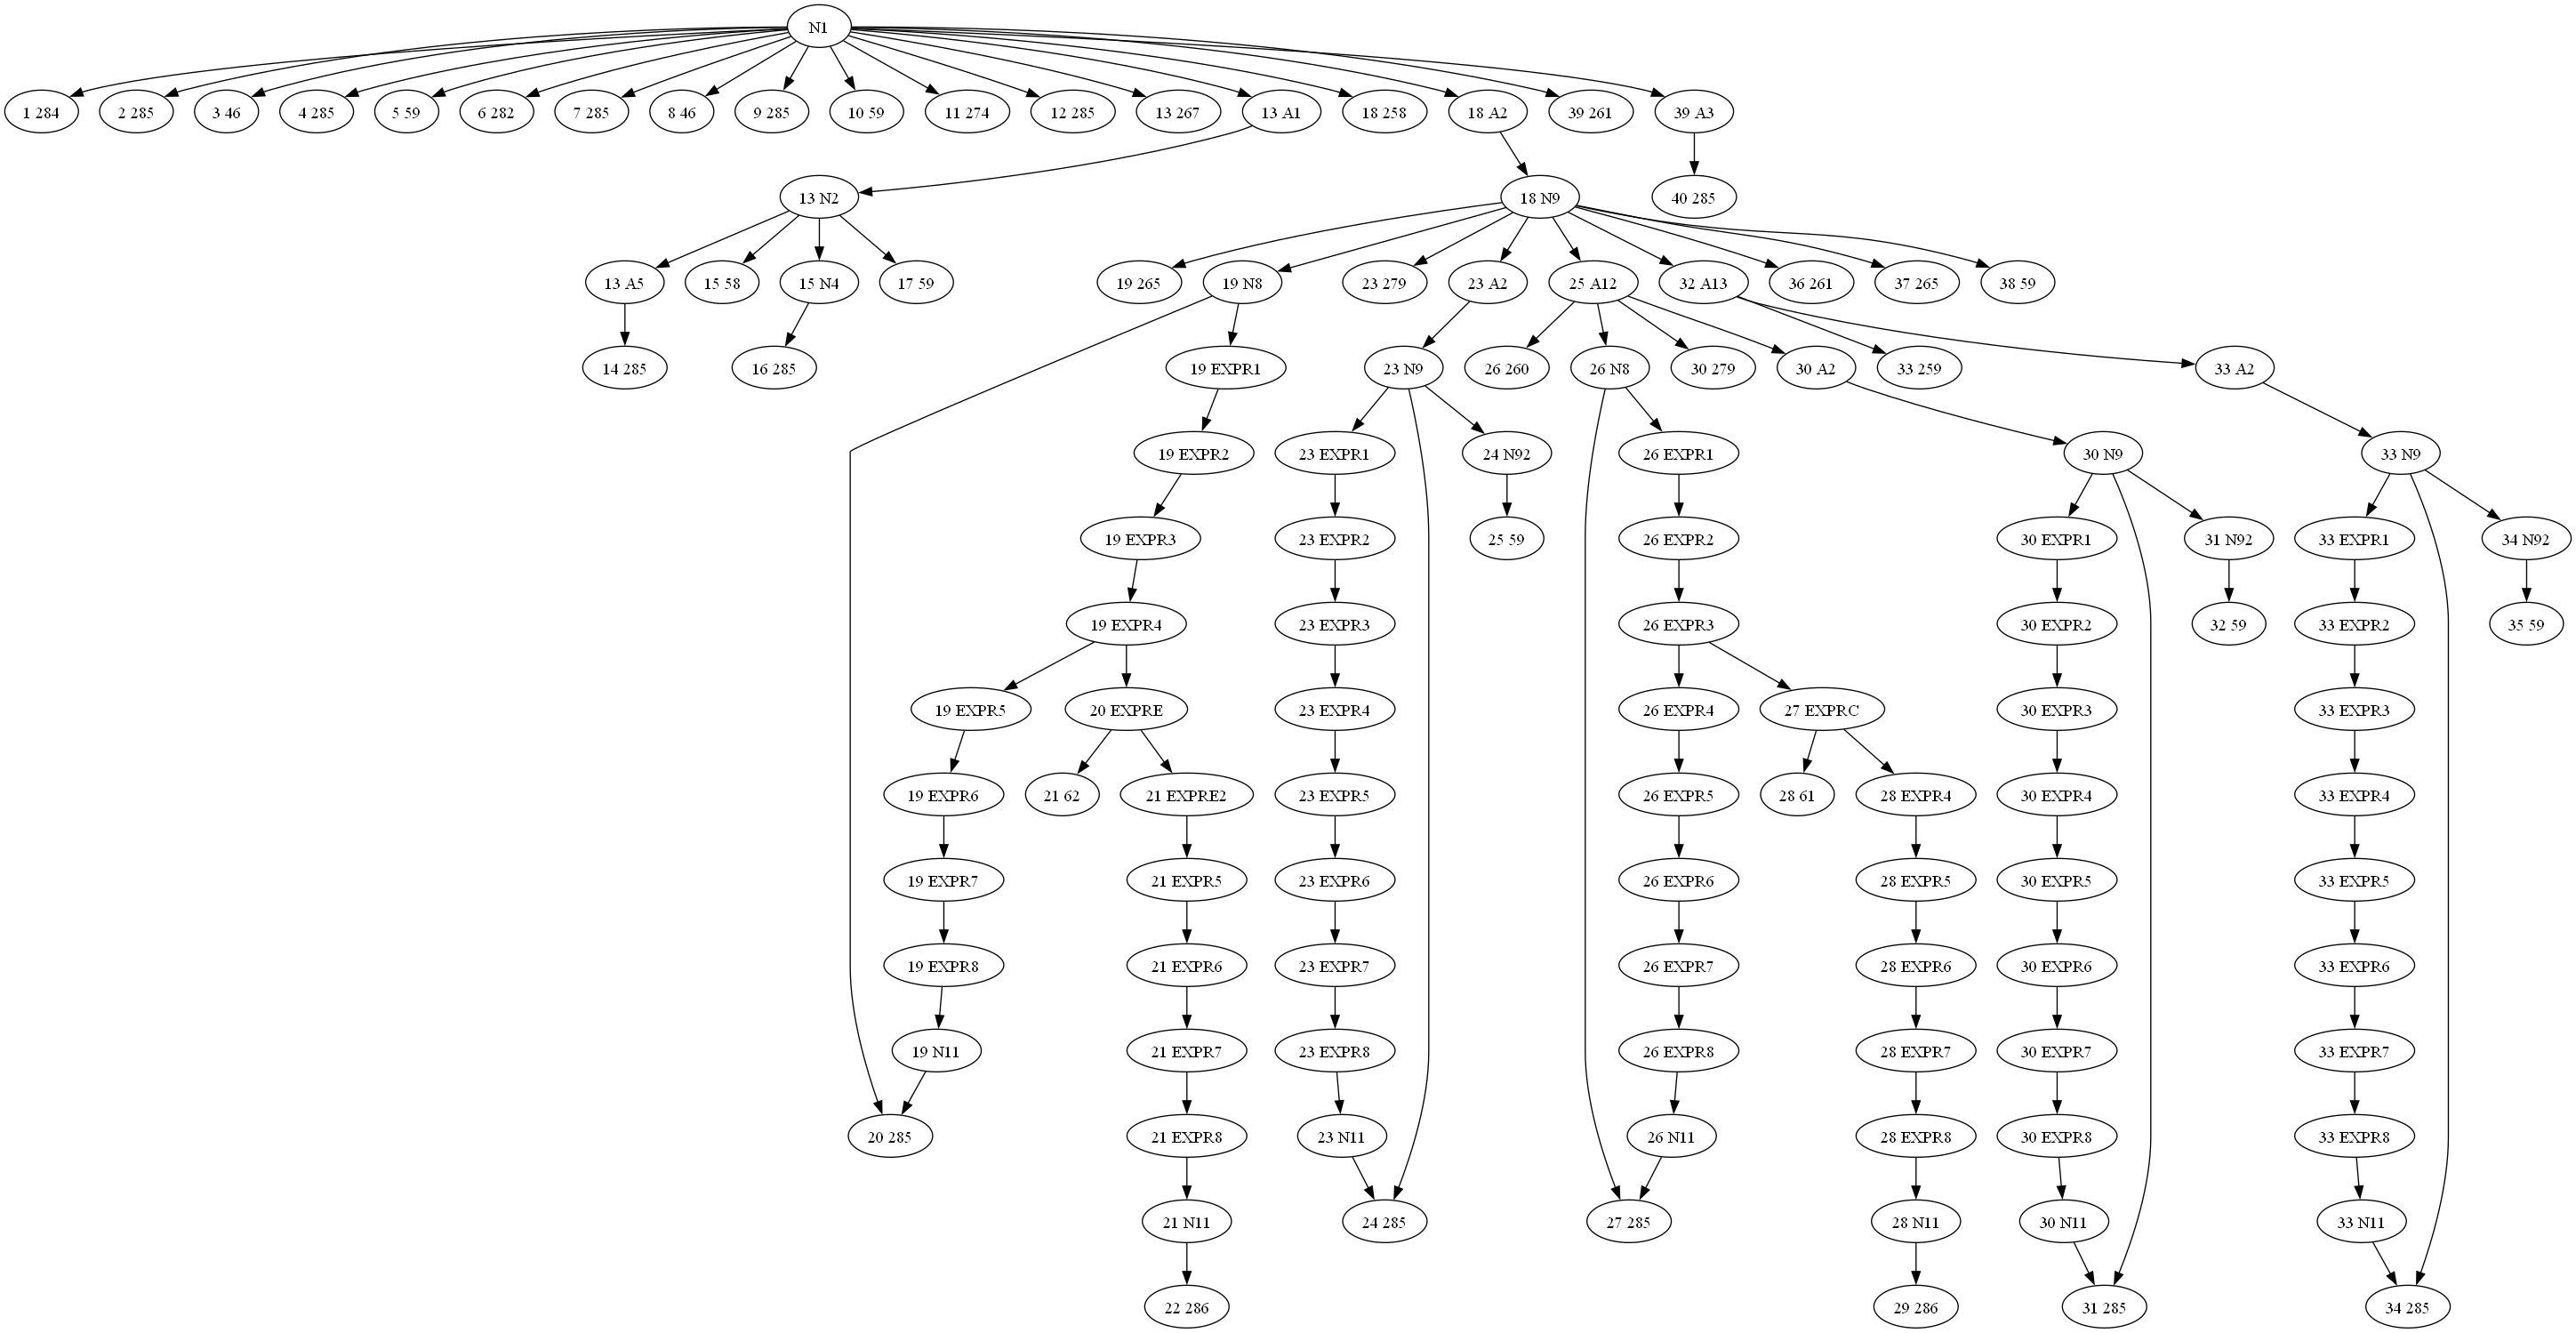 N1
1 284
2 285
3 46
4 285
5 59
6 282
7 285
8 46
9 285
10 59
11 274
12 285
13 267
13 A1
18 258
18 A2
39 261
39 A3
13 N2
18 N9
40 285
13 A5
15 58
15 N4
17 59
19 265
19 N8
23 279
23 A2
25 A12
32 A13
36 261
37 265
38 59
14 285
16 285
19 EXPR1
23 N9
26 260
26 N8
30 279
30 A2
33 259
33 A2
19 EXPR2
23 EXPR1
24 N92
26 EXPR1
30 N9
33 N9
19 EXPR3
23 EXPR2
25 59
26 EXPR2
30 EXPR1
31 N92
33 EXPR1
34 N92
19 EXPR4
23 EXPR3
26 EXPR3
30 EXPR2
32 59
33 EXPR2
35 59
19 EXPR5
20 EXPRE
23 EXPR4
26 EXPR4
27 EXPRC
30 EXPR3
33 EXPR3
19 EXPR6
21 62
21 EXPRE2
23 EXPR5
26 EXPR5
28 61
28 EXPR4
30 EXPR4
33 EXPR4
19 EXPR7
21 EXPR5
23 EXPR6
26 EXPR6
28 EXPR5
30 EXPR5
33 EXPR5
19 EXPR8
21 EXPR6
23 EXPR7
26 EXPR7
28 EXPR6
30 EXPR6
33 EXPR6
19 N11
21 EXPR7
23 EXPR8
26 EXPR8
28 EXPR7
30 EXPR7
33 EXPR7
20 285
21 EXPR8
23 N11
26 N11
28 EXPR8
30 EXPR8
33 EXPR8
21 N11
24 285
27 285
28 N11
30 N11
33 N11
22 286
29 286
31 285
34 285